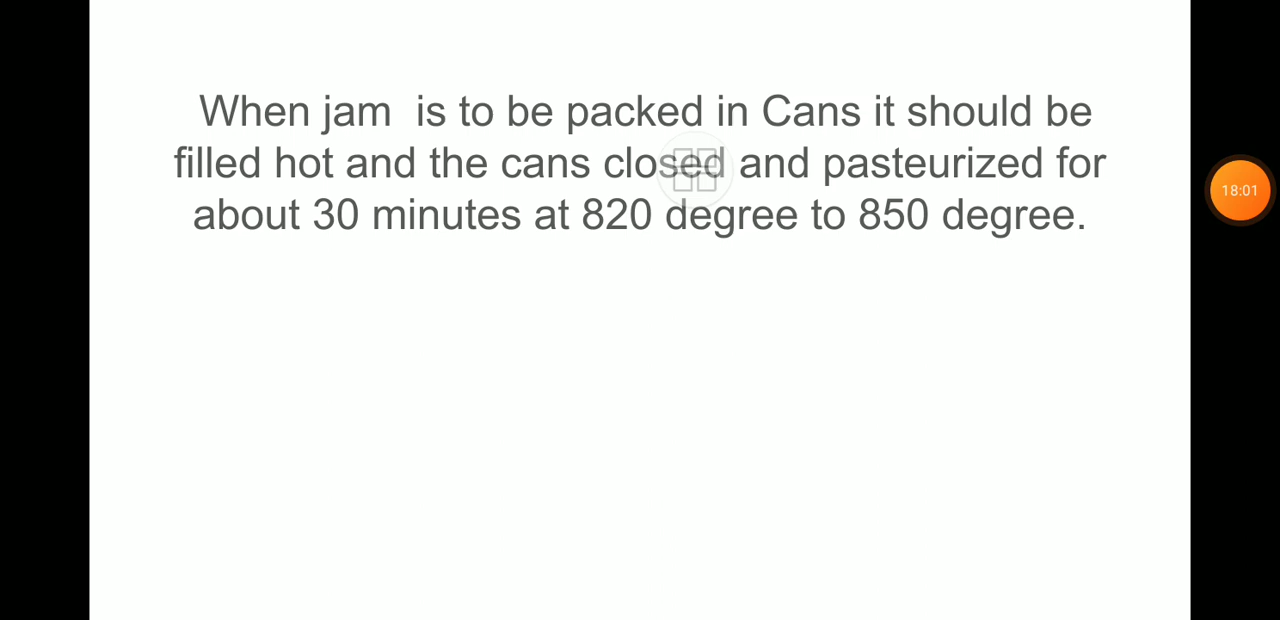 When jam  is to be packed in Cans it should be
filled hot and the cans closed and pasteurized for
about 30 minutes at 820 degree to 850 degree.
18:01